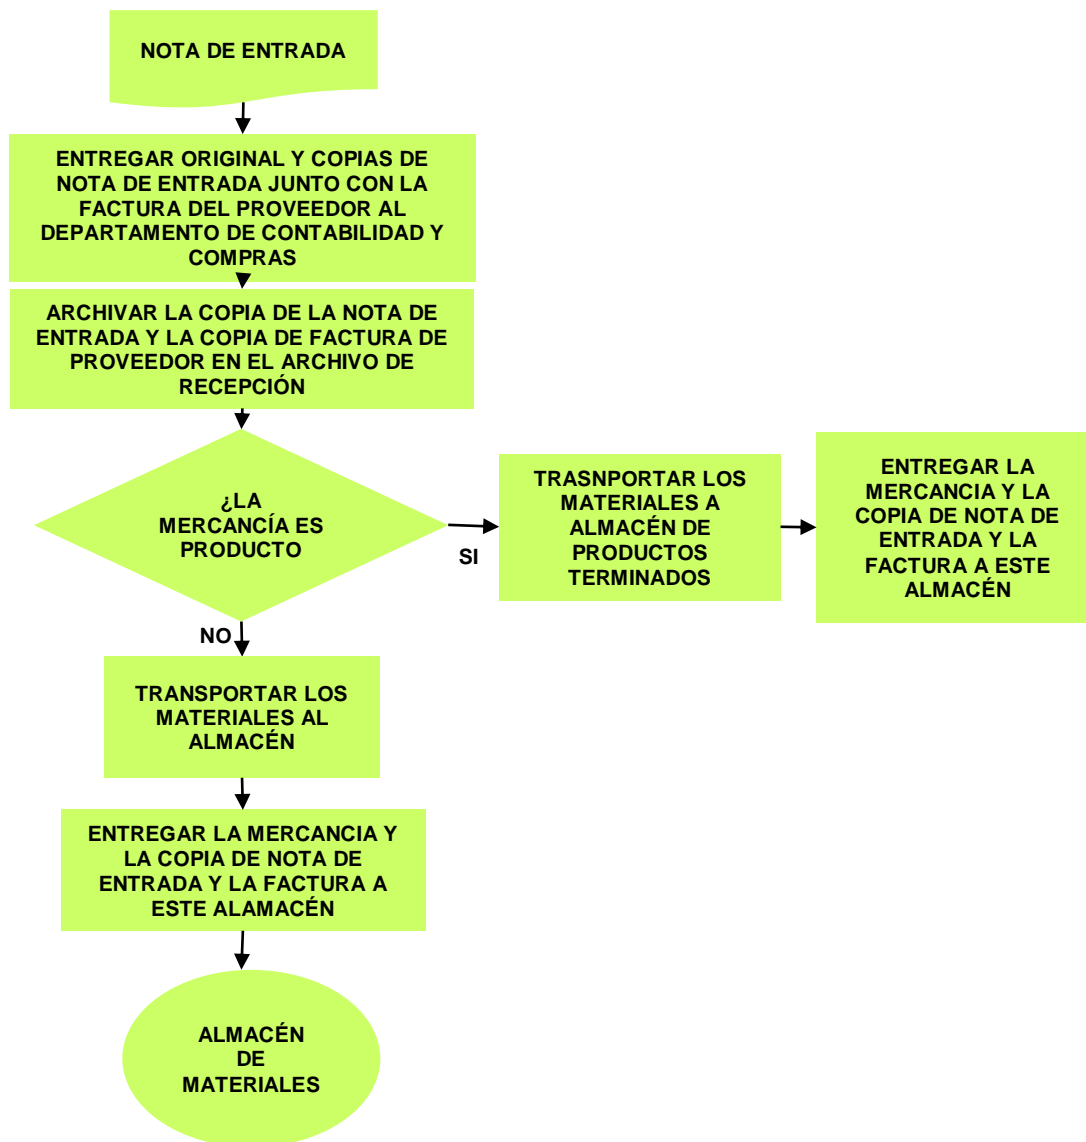 NOTA DE ENTRADA
ENTREGAR ORIGINAL Y COPIAS DE
NOTA DE ENTRADA JUNTO CON LA
FACTURA DEL PROVEEDOR AL
DEPARTAMENTO DE CONTABILIDAD Y
COMPRAS
ARCHIVAR LA COPIA DE LA NOTA DE
ENTRADA Y LA COPIA DE FACTURA DE
PROVEEDOR EN EL ARCHIVO DE
RECEPCIÓN
¿LA
MERCANCÍA ES
PRODUCTO
SI
TRASNPORTAR LOS
MATERIALES A
ALMACÉN DE
PRODUCTOS
TERMINADOS
ENTREGAR LA
MERCANCIA Y LA
COPIA DE NOTA DE
ENTRADA Y LA
FACTURA A ESTE
ALMACÉN
NO
TRANSPORTAR LOS
MATERIALES AL
ALMACÉN
ENTREGAR LA MERCANCIA Y
LA COPIA DE NOTA DE
ENTRADA Y LA FACTURA A
ESTE ALAMACÉN
ALMACÉN
DE
MATERIALES